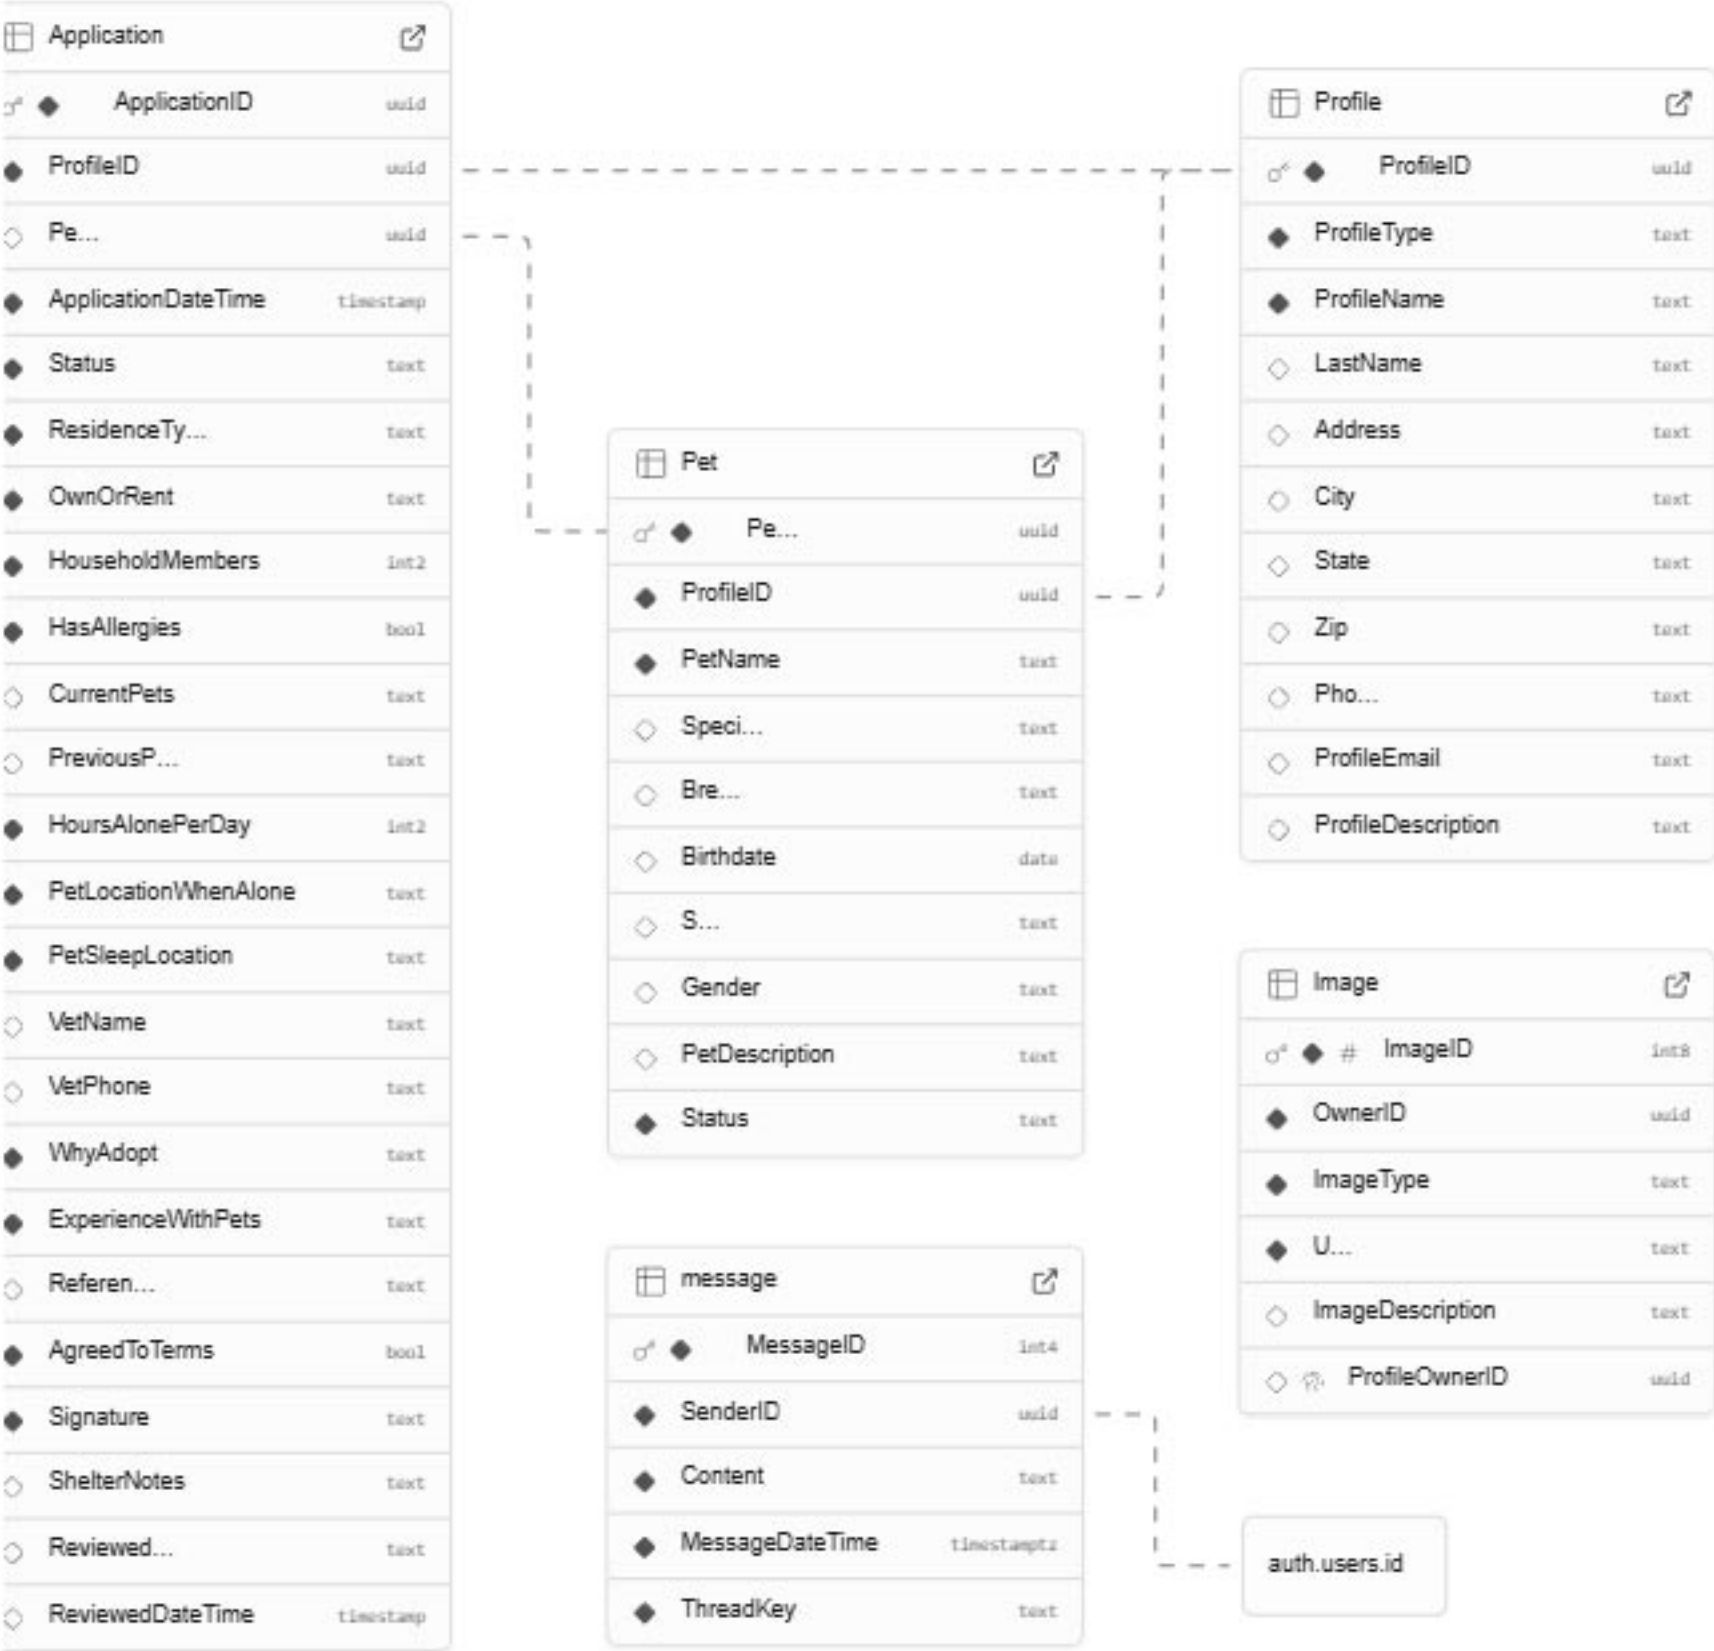 Application
ApplicationID uuid
ProfileID uuid
Pe... uuid
ApplicationDateTime timestamp
Status text
ResidenceTy... text
OwnOrRent text
HouseholdMembers int2
HasAllergies bool
CurrentPets text
PreviousP... text
HoursAlonePerDay int2
PetLocationWhenAlone text
PetSleepLocation text
VetName text
VetPhone text
WhyAdopt text
ExperienceWithPets text
Referen... text
AgreedToTerms bool
Signature text
ShelterNotes text
Reviewed... text
ReviewedDateTime timestamp
Pet
Pe... uuid
ProfileID uuid
PetName text
Speci... text
Bre... text
Birthdate date
S... text
Gender text
PetDescription text
Status text
message
MessageID int4
SenderID uuid
Content text
MessageDateTime timestamptz
ThreadKey text
Profile
ProfileID uuid
ProfileType text
ProfileName text
LastName text
Address text
City text
State text
Zip text
Pho... text
ProfileEmail text
ProfileDescription text
Image
# ImageID int8
OwnerID uuid
ImageType text
U... text
ImageDescription text
ProfileOwnerID uuid
auth.users.id